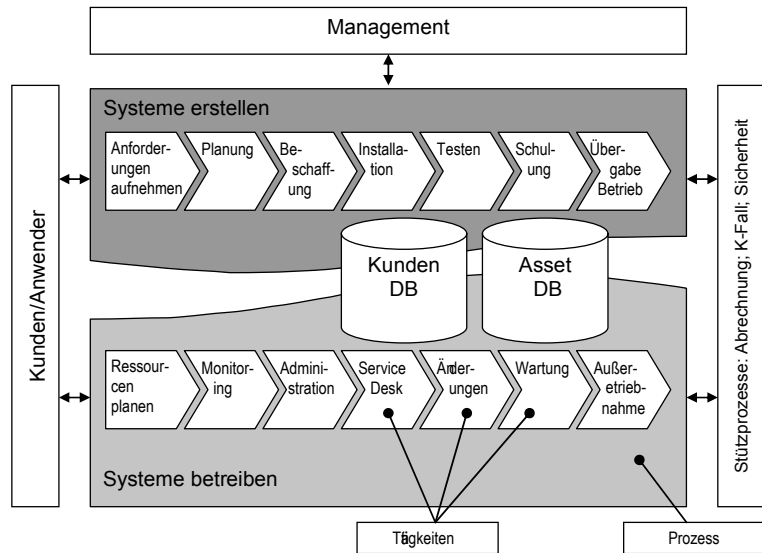 Management
Systeme erstellen
Anforder-
ungen
aufnehmen
Planung
Be-
schaff-
ung
Installa-
tion
Testen
Schul-
ung
Über-
gabe
Betrieb
Kunden/Anwender
Stützprozesse: Abrechnung; K-Fall; Sicherheit
Kunden
DB
Asset
DB
Ressour-
cen
planen
Monitor-
ing
Admini-
stration
Service
Desk
Änder-
ungen
Wartung
Außer-
etriebnahme
Systeme betreiben
Tätigkeiten
Prozess